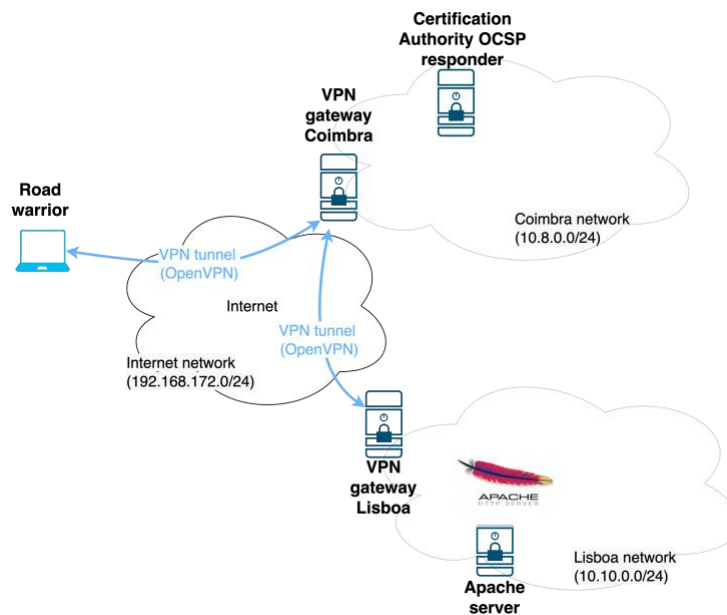 Certification
Authority OCSP
responder
VPN
gateway
Coimbra
Road
warrior
Coimbra network
(10.8.0.0/24)
VPN tunnel
(OpenVPN)
Internet
VPN tunnel
(OpenVPN)
Internet network
(192.168.172.0/24)
VPN
gateway
Lisboa
APACHE
HTTP SERVER
Lisboa network
(10.10.0.0/24)
Apache
server